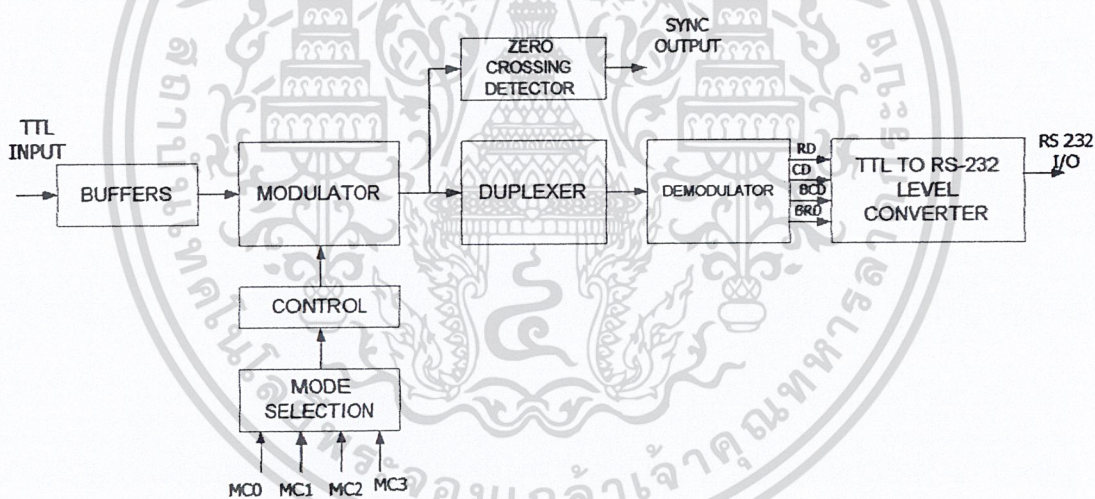 SYNC
OUTPUT
ZERO
CROSSING
DETECTOR
TTL
INPUT
BUFFERS
MODULATOR
DUPLEXER
DEMODULATOR
RD
CD
BCD
BRD
TTL TO RS-232
LEVEL
CONVERTER
RS 232
I/O
CONTROL
MODE
SELECTION
MC0 MC1 MC2 MC3